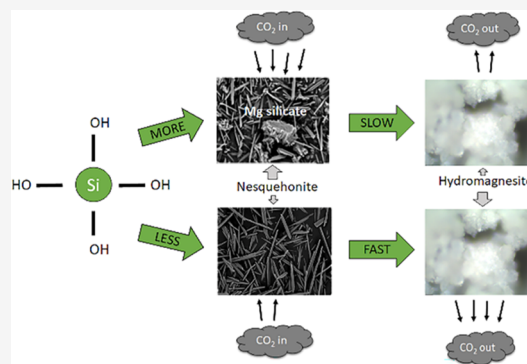 CO2 in
CO2 out
OH
MORE
Mg silicate
SLOW
HO
Si
OH
Nesquehonite
Hydromagnesite
OH
LESS
FAST
CO2 in
CO2 out